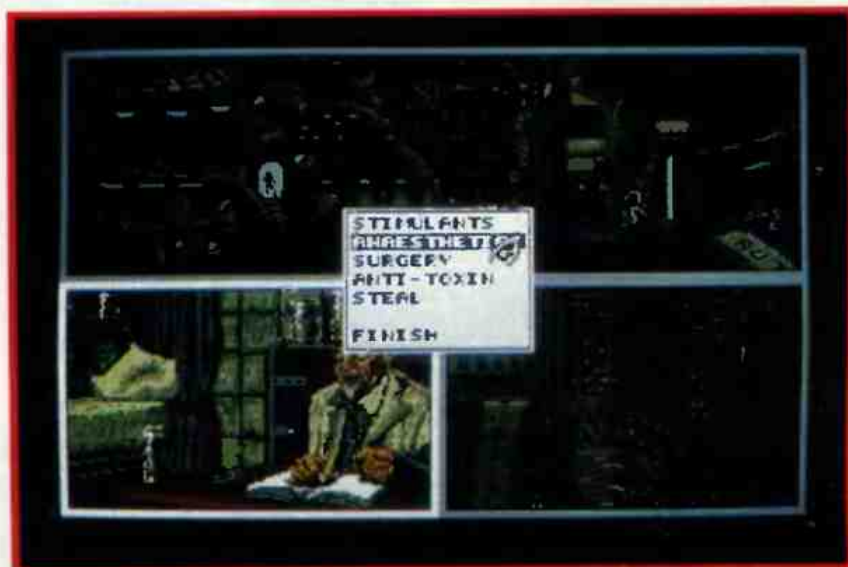 STIMULANTS
ANAESTHETI
SURGERY
ANTI-TOXIN
STEAL
FINISH